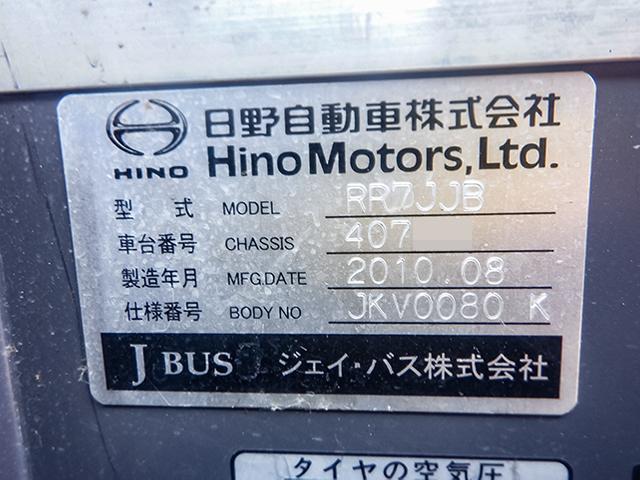 日野自動車株式会社
HINO Hino Motors, Ltd.
型 式 MODEL RR7JJB
車台番号 CHASSIS 407
製造年月 MFG.DATE 2010.08
仕様番号 BODY NO JKV0080 K
J BUS ジェイ・バス株式会社
タイヤの空気圧